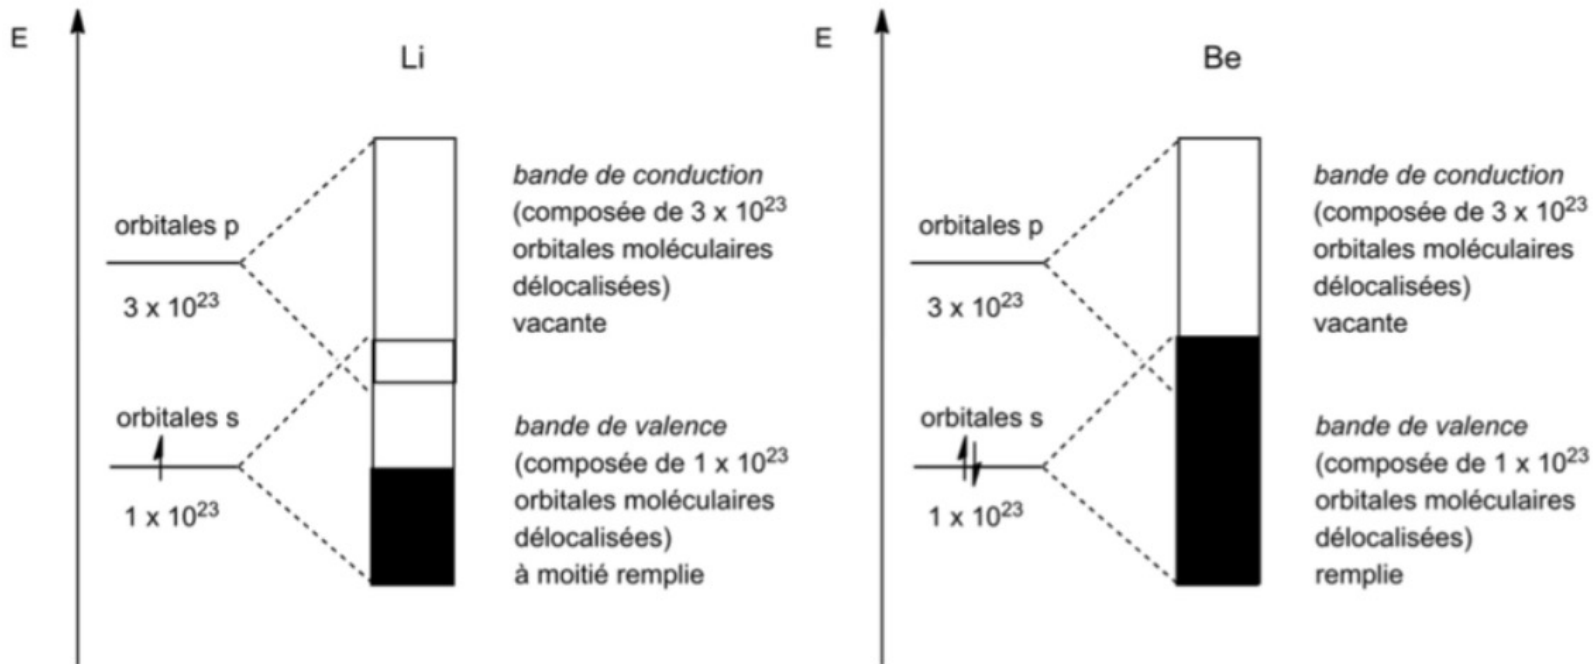 E
Li
orbitales p
3 x 10²³
orbitales s
1 x 10²³
bande de conduction
(composée de 3 x 10²³
orbitales moléculaires
délocalisées)
vacante
bande de valence
(composée de 1 x 10²³
orbitales moléculaires
délocalisées)
à moitié remplie
E
Be
orbitales p
3 x 10²³
orbitales s
1 x 10²³
bande de conduction
(composée de 3 x 10²³
orbitales moléculaires
délocalisées)
vacante
bande de valence
(composée de 1 x 10²³
orbitales moléculaires
délocalisées)
remplie